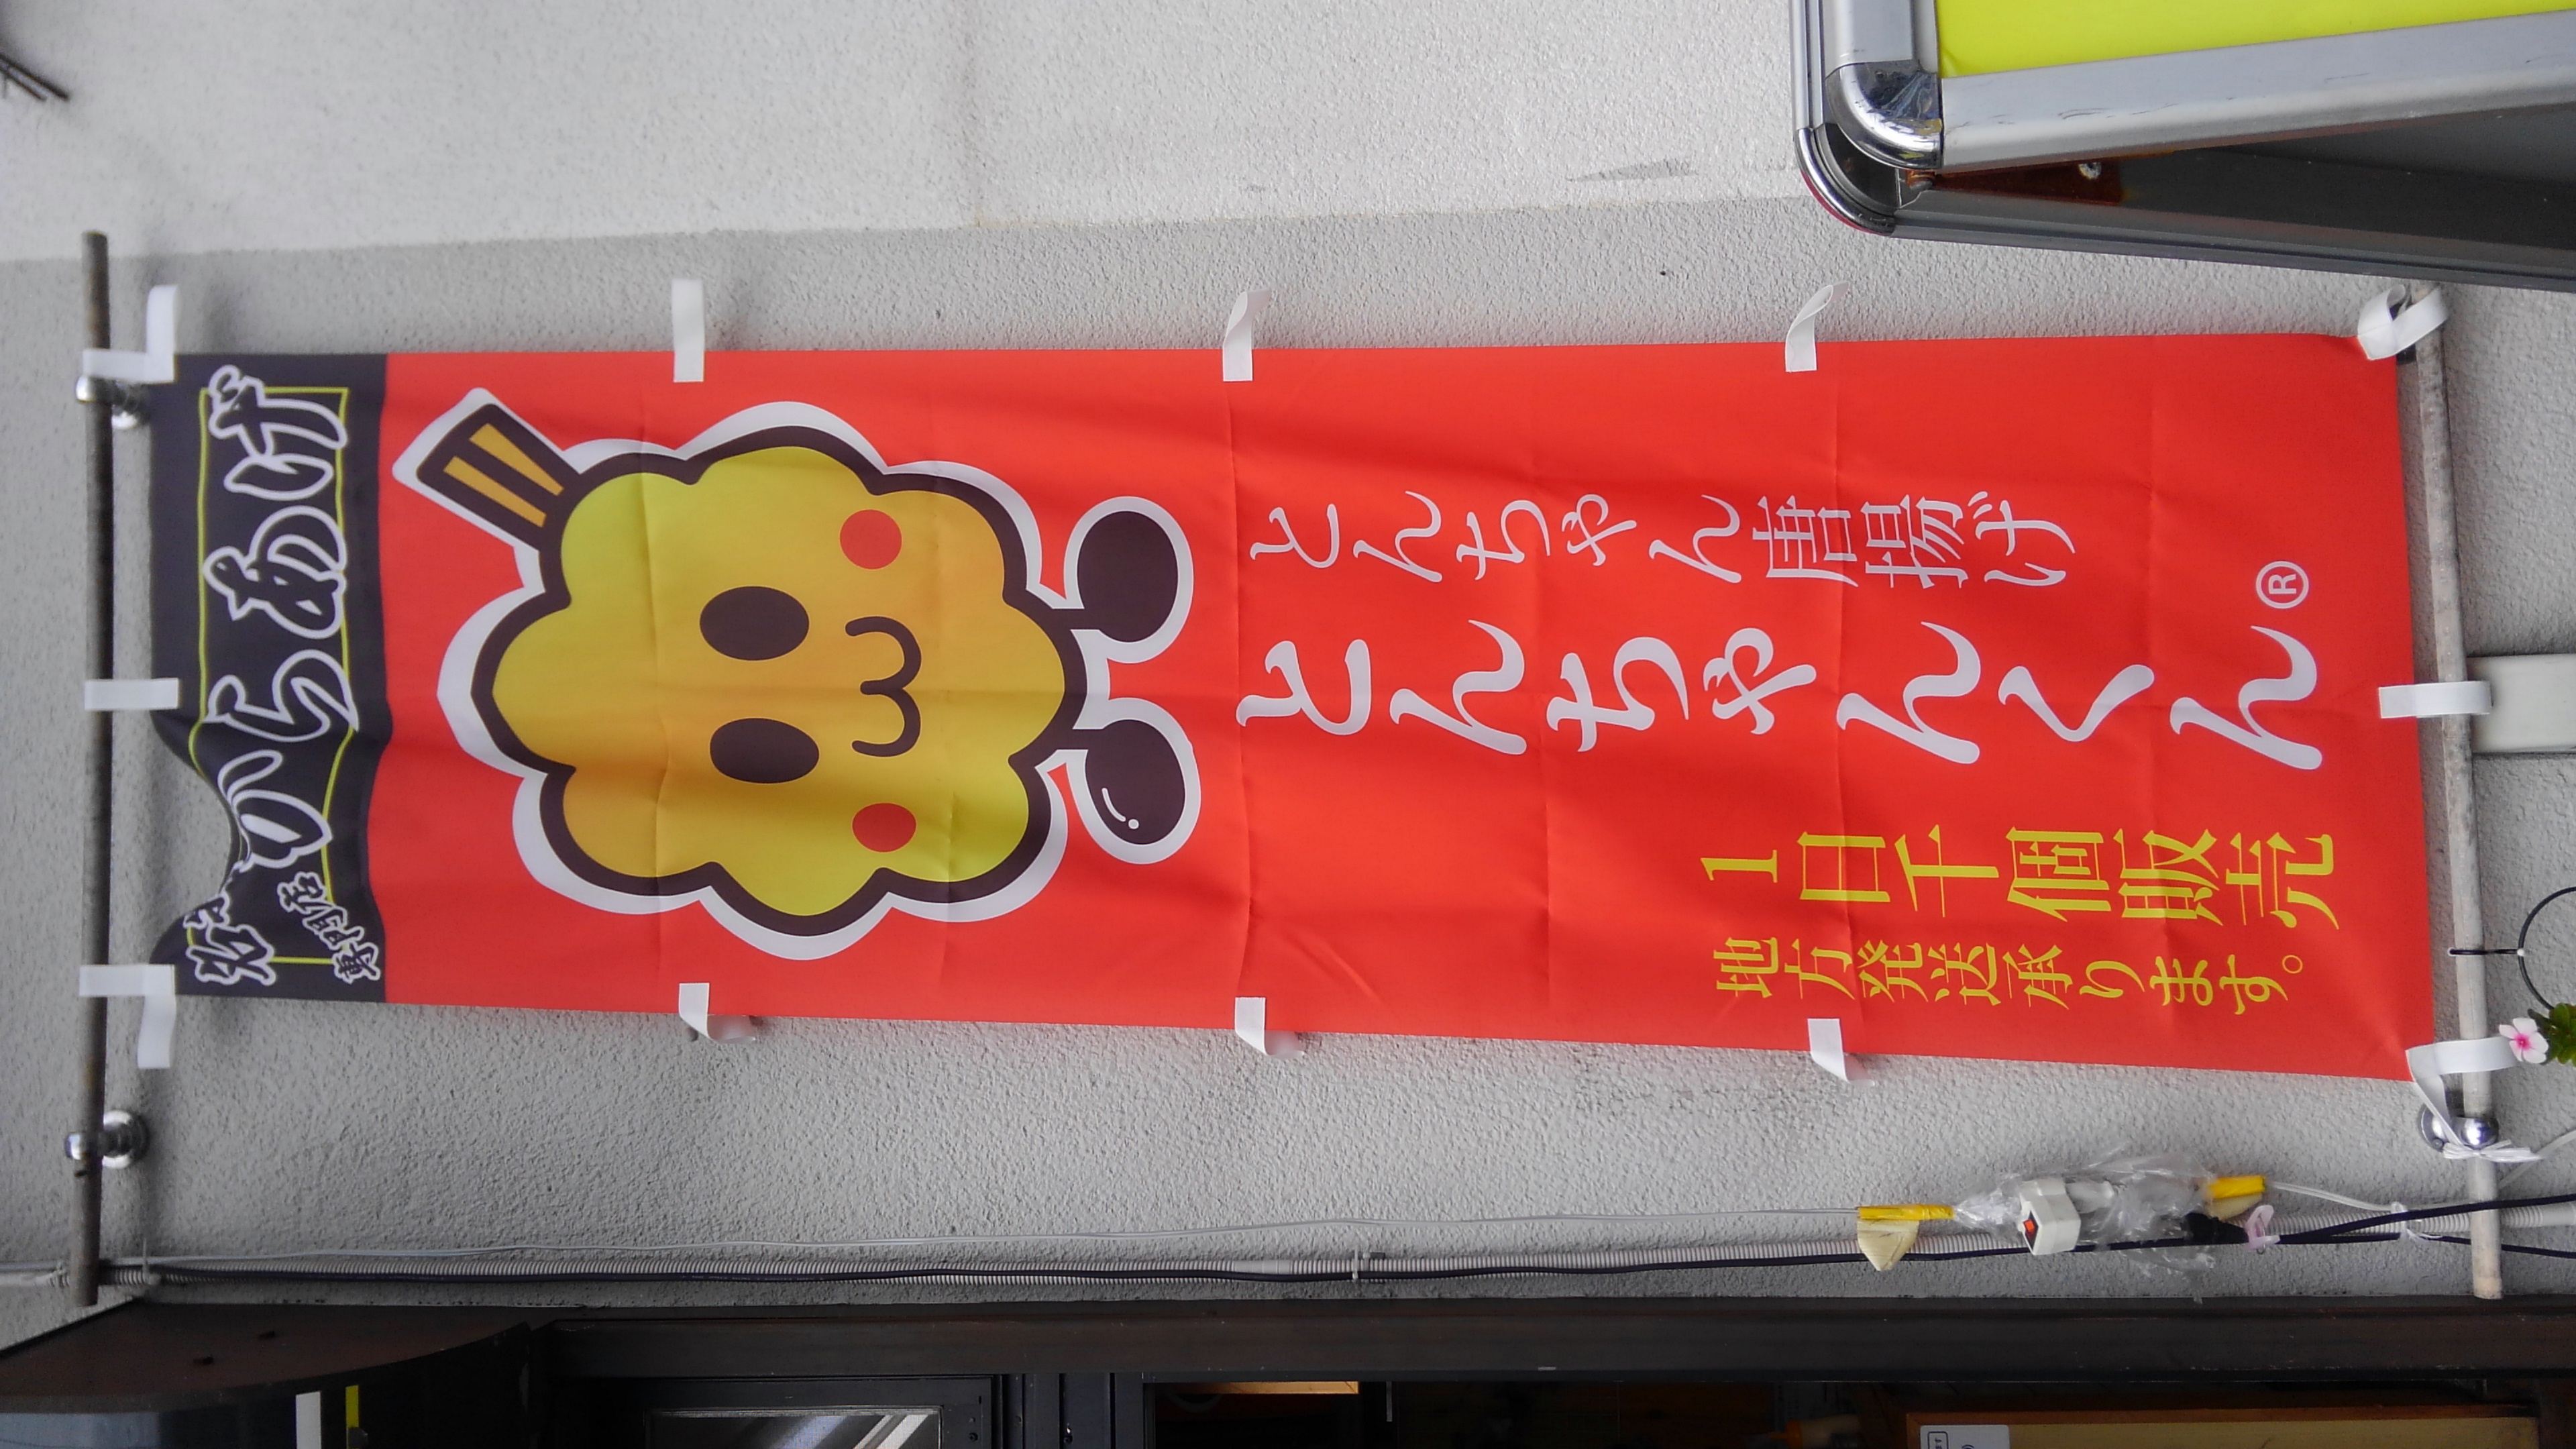 からあげ
専門店
とんちゃん唐揚げ
とんちゃんくん®
1日千個販売
地方発送承ります。